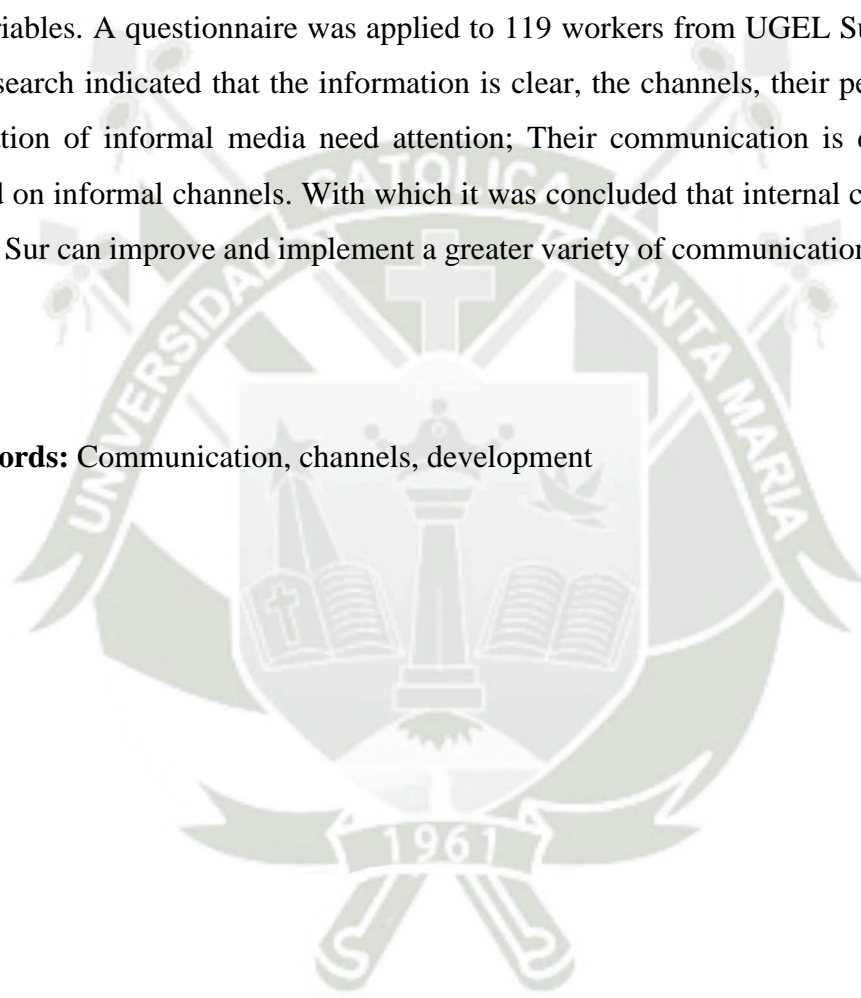 riables. A questionnaire was applied to 119 workers from UGEL Su
search indicated that the information is clear, the channels, their pe
ation of informal media need attention; Their communication is
d on informal channels. With which it was concluded that internal c
Sur can improve and implement a greater variety of communication
ords: Communication, channels, development
UNIVERSIDAD CATOLICA SANTA MARIA
1961